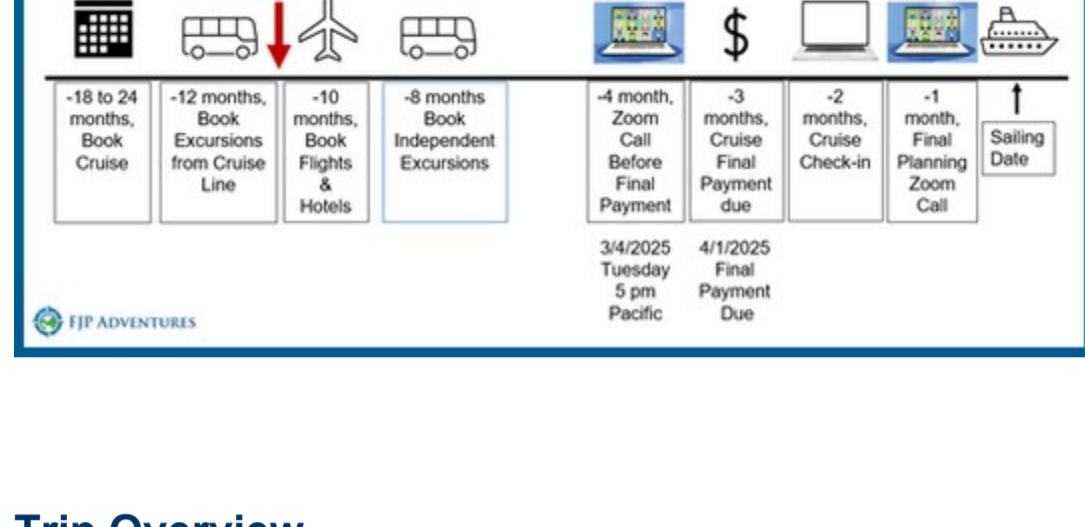 -18 to 24
months,
Book
Cruise
-12 months,
Book
Excursions
from Cruise
Line
-10
months,
Book
Flights
&
Hotels
-8 months
Book
Independent
Excursions
-4 month,
Zoom
Call
Before
Final
Payment
-3
months,
Cruise
Final
Payment
due
-2
months,
Cruise
Check-in
-1
month,
Final
Planning
Zoom
Call
Sailing
Date
3/4/2025
Tuesday
5 pm
Pacific
4/1/2025
Final
Payment
Due
FJP ADVENTURES
Trip Overview